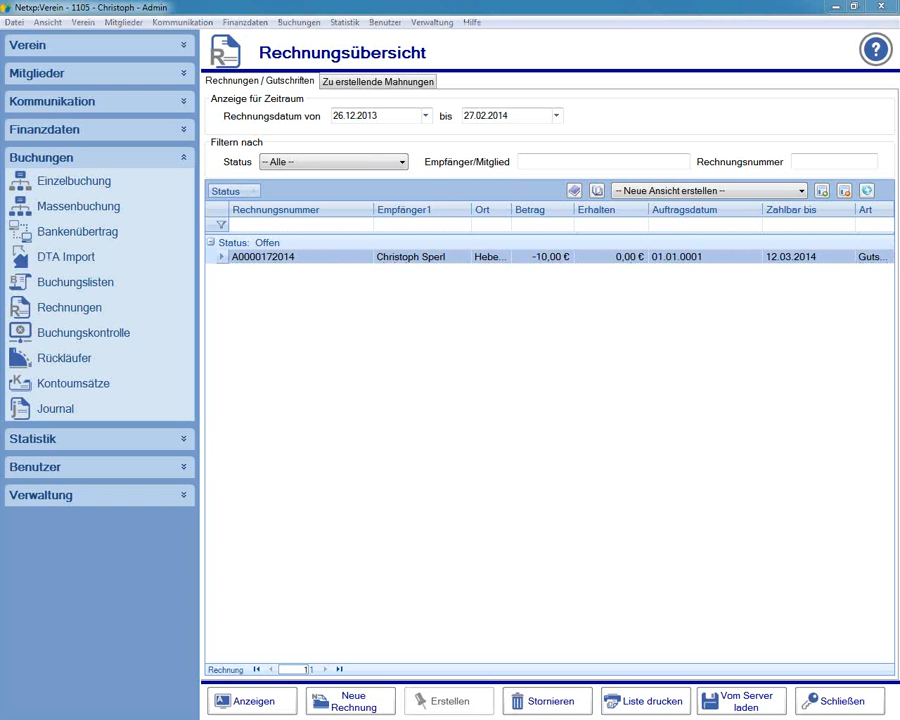 Netxp:Verein - 1105 - Christoph - Admin
Datei Ansicht Verein Mitglieder Kommunikation Finanzdaten Buchungen Statistik Benutzer Verwaltung Hilfe
Verein
Mitglieder
Kommunikation
Finanzdaten
Buchungen
Einzelbuchung
Massenbuchung
Bankenübertrag
DTA Import
Buchungslisten
Rechnungen
Buchungskontrolle
Rückläufer
Kontoumsätze
Journal
Statistik
Benutzer
Verwaltung
Rechnungsübersicht
Rechnungen / Gutschriften Zu erstellende Mahnungen
Anzeige für Zeitraum
Rechnungsdatum von 26.12.2013 bis 27.02.2014
Filtern nach
Status -- Alle -- Empfänger/Mitglied Rechnungsnummer
Status -- Neue Ansicht erstellen --
Rechnungsnummer Empfänger1 Ort Betrag Erhalten Auftragsdatum Zahlbar bis Art
Status: Offen
A0000172014 Christoph Sperl Hebe... -10,00 € 0,00 € 01.01.0001 12.03.2014 Guts...
Rechnung 1 1
Anzeigen
Neue Rechnung
Erstellen
Stornieren
Liste drucken
Vom Server laden
Schließen